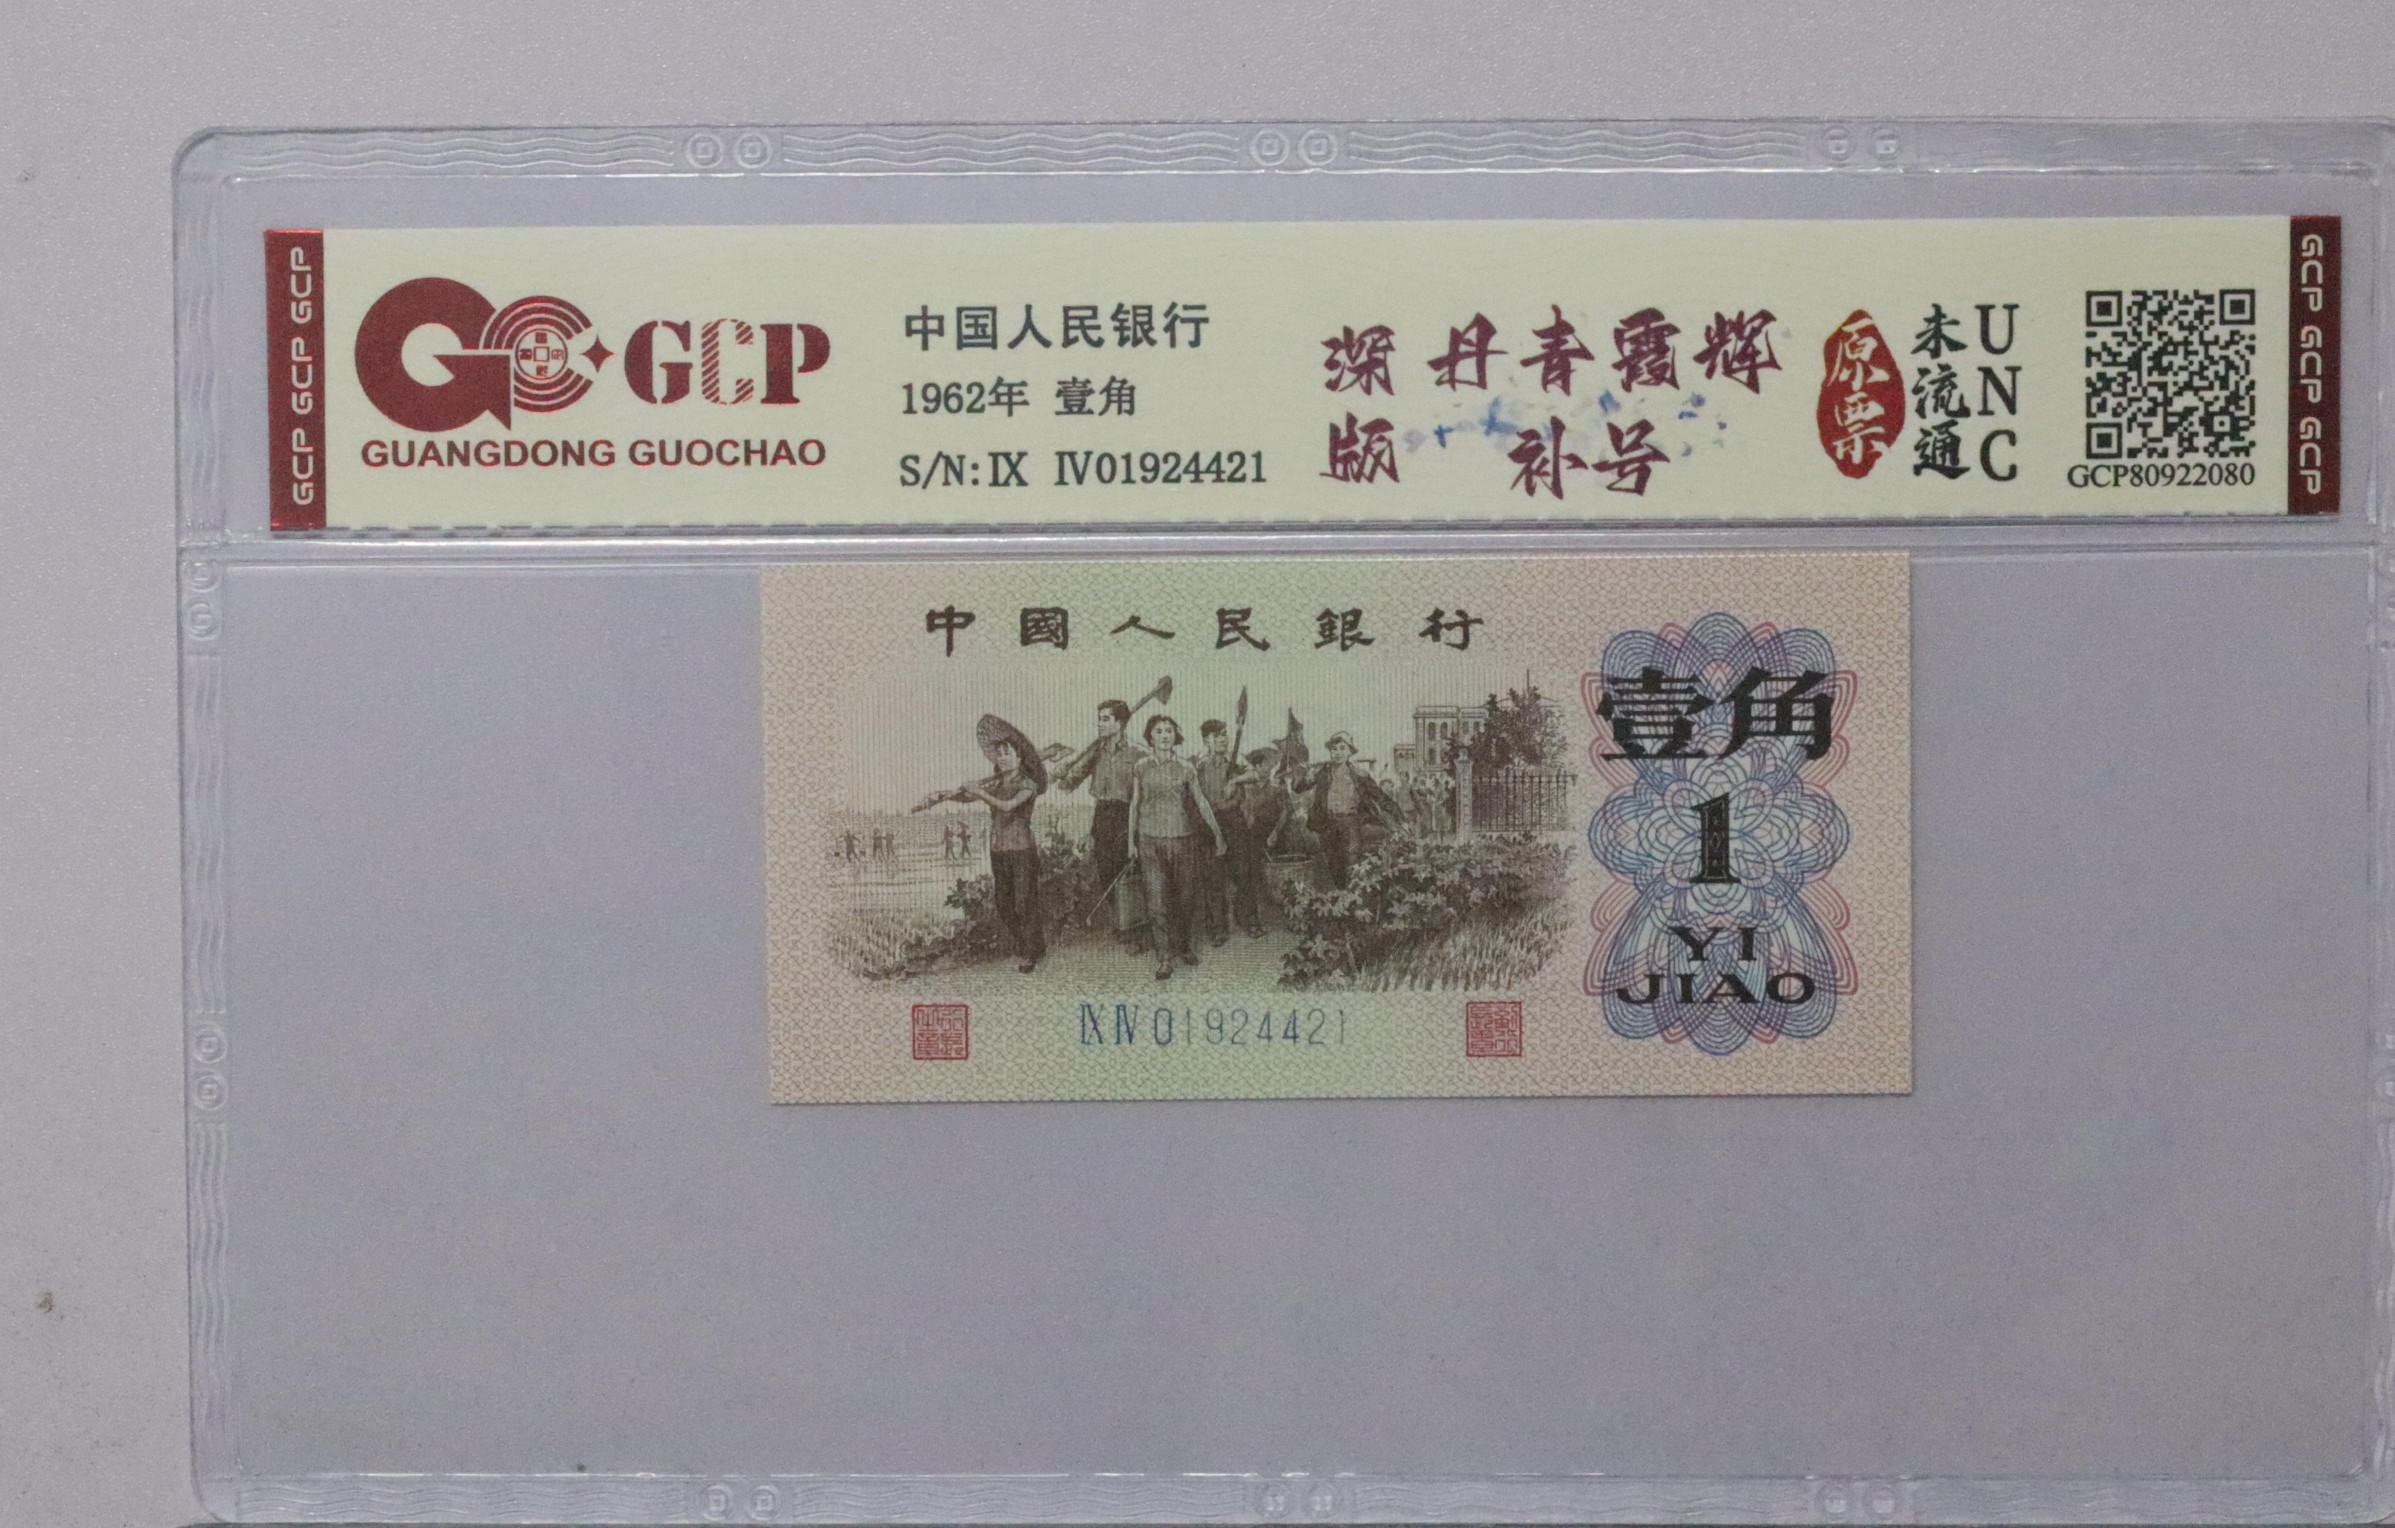 GCP GCP GCP
GCP
GUANGDONG GUOCHAO
中国人民银行
1962年 壹角
S/N: IX IV01924421
深版
丹青霞辉
补号
原票
未流通
UNC
GCP80922080
GCP GCP GCP
中國人民銀行
壹角
1
YI
JIAO
IX IV 01924421